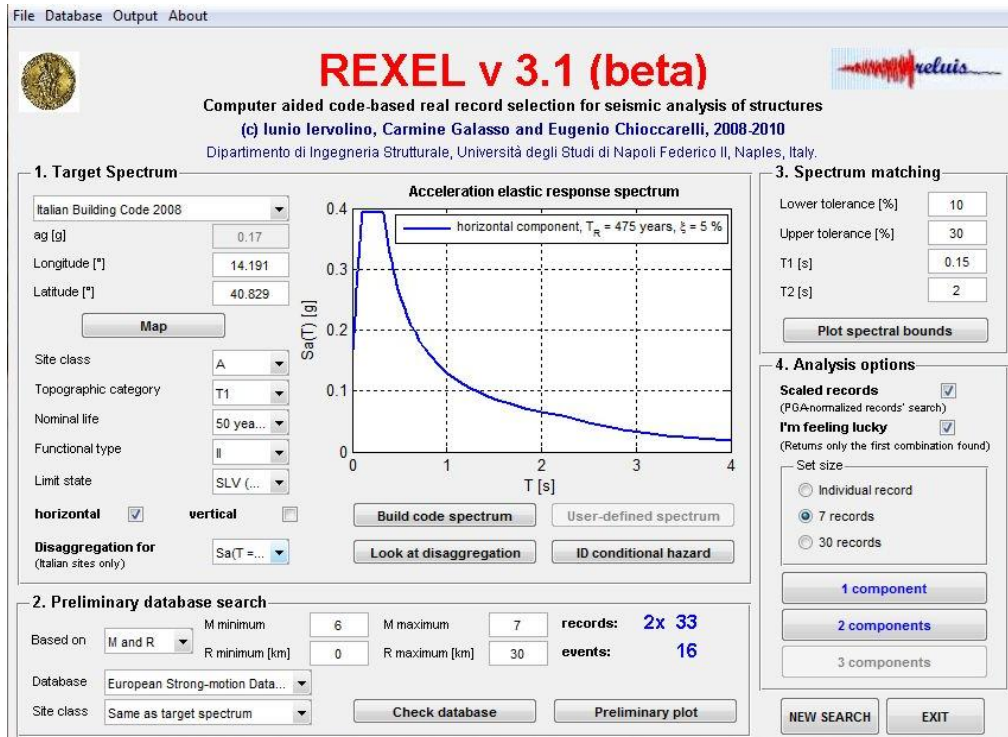 File Database Output About
REXEL v 3.1 (beta)
reluis
Computer aided code-based real record selection for seismic analysis of structures
(c) Iunio Iervolino, Carmine Galasso and Eugenio Chioccarelli, 2008-2010
Dipartimento di Ingegneria Strutturale, Università degli Studi di Napoli Federico II, Naples, Italy.
1. Target Spectrum
Italian Building Code 2008
ag [g] 0.17
Longitude [°] 14.191
Latitude [°] 40.829
Map
Site class A
Topographic category T1
Nominal life 50 yea...
Functional type II
Limit state SLV (...
horizontal vertical
Disaggregation for Sa(T =...
(Italian sites only)
Acceleration elastic response spectrum
horizontal component, T_R = 475 years, ξ = 5 %
Sa(T) [g]
0.4
0.3
0.2
0.1
0
0 1 2 3 4
T [s]
Build code spectrum User-defined spectrum
Look at disaggregation ID conditional hazard
2. Preliminary database search
Based on M and R
M minimum 6 M maximum 7 records: 2x 33
R minimum [km] 0 R maximum [km] 30 events: 16
Database European Strong-motion Data...
Site class Same as target spectrum
Check database Preliminary plot
3. Spectrum matching
Lower tolerance [%] 10
Upper tolerance [%] 30
T1 [s] 0.15
T2 [s] 2
Plot spectral bounds
4. Analysis options
Scaled records
(PGA-normalized records' search)
I'm feeling lucky
(Returns only the first combination found)
Set size
Individual record
7 records
30 records
1 component
2 components
3 components
NEW SEARCH EXIT